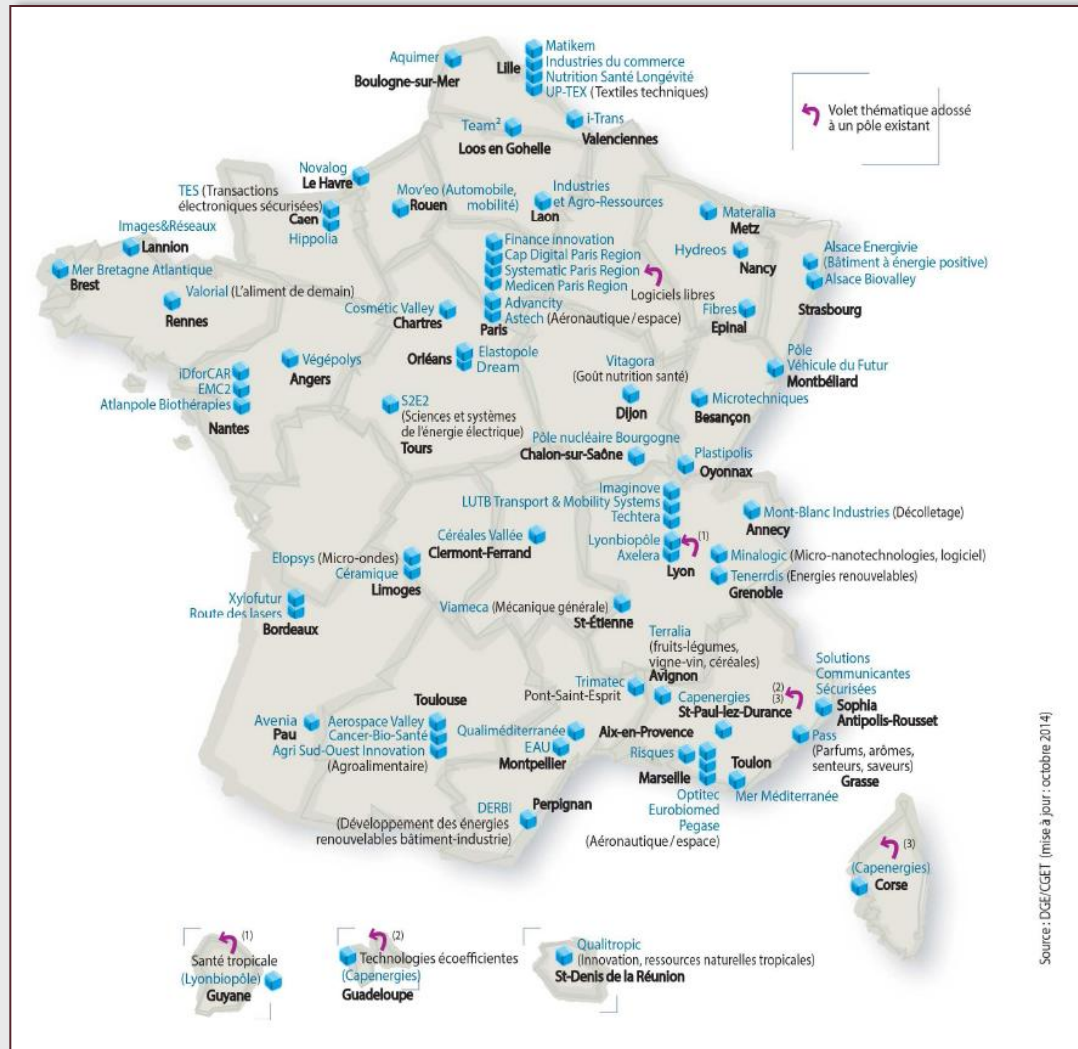 Aquimer
Boulogne-sur-Mer
Lille
Matikem
Industries du commerce
Nutrition Santé Longévité
UP-TEX (Textiles techniques)
Volet thématique adossé
à un pôle existant
Team²
Loos en Gohelle
i-Trans
Valenciennes
Novalog
Le Havre
TES (Transactions
électroniques sécurisées)
Caen
Hippolia
Mov'eo (Automobile,
mobilité)
Rouen
Industries
et Agro-Ressources
Laon
Materalia
Metz
Images&Réseaux
Lannion
Mer Bretagne Atlantique
Brest
Valorial (L'aliment de demain)
Rennes
Finance innovation
Cap Digital Paris Region
Systematic Paris Region
Medicen Paris Region
Logiciels libres
Advancity
Astech (Aéronautique/espace)
Paris
Hydreos
Nancy
Alsace Energivie
(Bâtiment à énergie positive)
Alsace Biovalley
Strasbourg
Cosmétic Valley
Chartres
Fibres
Epinal
iDforCAR
EMC2
Atlanpole Biothérapies
Nantes
Végépolys
Angers
Orléans
Elastopole
Dream
Vitagora
(Goût nutrition santé)
Dijon
Pôle
Véhicule du Futur
Montbéliard
Microtechniques
Besançon
S2E2
(Sciences et systèmes
de l'énergie électrique)
Tours
Pôle nucléaire Bourgogne
Chalon-sur-Saône
Plastipolis
Oyonnax
Imaginove
LUTB Transport & Mobility Systems
Techtera
Lyonbiopôle
(1)
Axelera
Lyon
Mont-Blanc Industries (Décolletage)
Annecy
Céréales Vallée
Clermont-Ferrand
Minalogic (Micro-nanotechnologies, logiciel)
Tenerrdis (Energies renouvelables)
Grenoble
Elopsys (Micro-ondes)
Céramique
Limoges
Xylofutur
Route des lasers
Bordeaux
Viameca (Mécanique générale)
St-Étienne
Terralia
(fruits-légumes,
vigne-vin, céréales)
Avignon
Trimatec
Pont-Saint-Esprit
Capenergies
(2)
(3)
St-Paul-lez-Durance
Solutions
Communicantes
Sécurisées
Sophia
Antipolis-Rousset
Avenia
Pau
Toulouse
Aerospace Valley
Cancer-Bio-Santé
Agri Sud-Ouest Innovation
(Agroalimentaire)
Qualiméditerranée
EAU
Montpellier
Aix-en-Provence
Risques
Marseille
Optitec
Eurobiomed
Pegase
(Aéronautique/espace)
Toulon
Mer Méditerranée
Pass
(Parfums, arômes,
senteurs, saveurs)
Grasse
DERBI
(Développement des énergies
renouvelables bâtiment-industrie)
Perpignan
(3)
(Capenergies)
Corse
(1)
Santé tropicale
(Lyonbiopôle)
Guyane
(2)
Technologies écoefficientes
(Capenergies)
Guadeloupe
Qualitropic
(Innovation, ressources naturelles tropicales)
St-Denis de la Réunion
Source : DGE/CGET (mise à jour : octobre 2014)